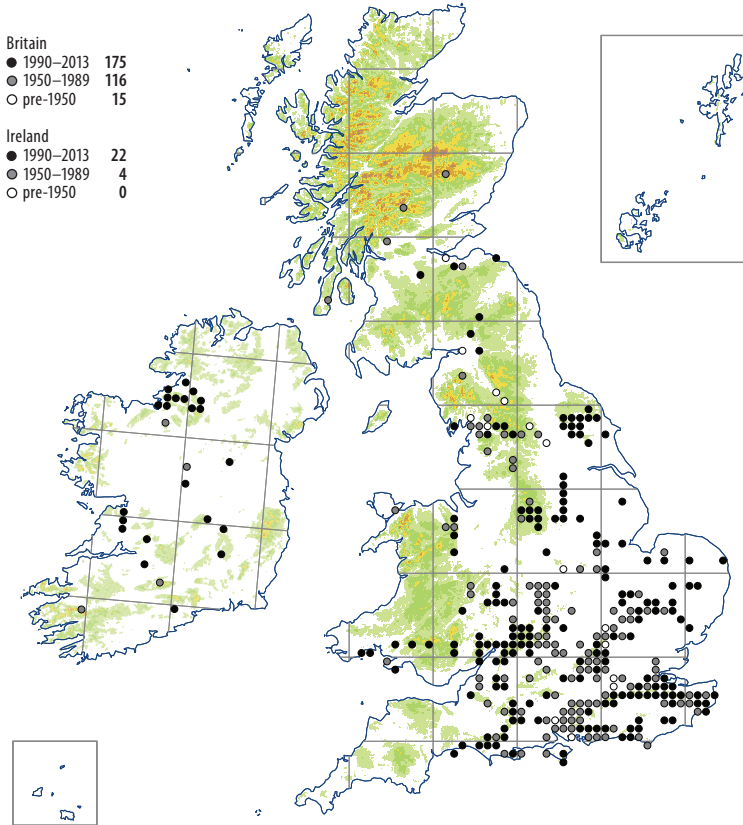 Britain
● 1990–2013 175
● 1950–1989 116
○ pre-1950 15
Ireland
● 1990–2013 22
● 1950–1989 4
○ pre-1950 0